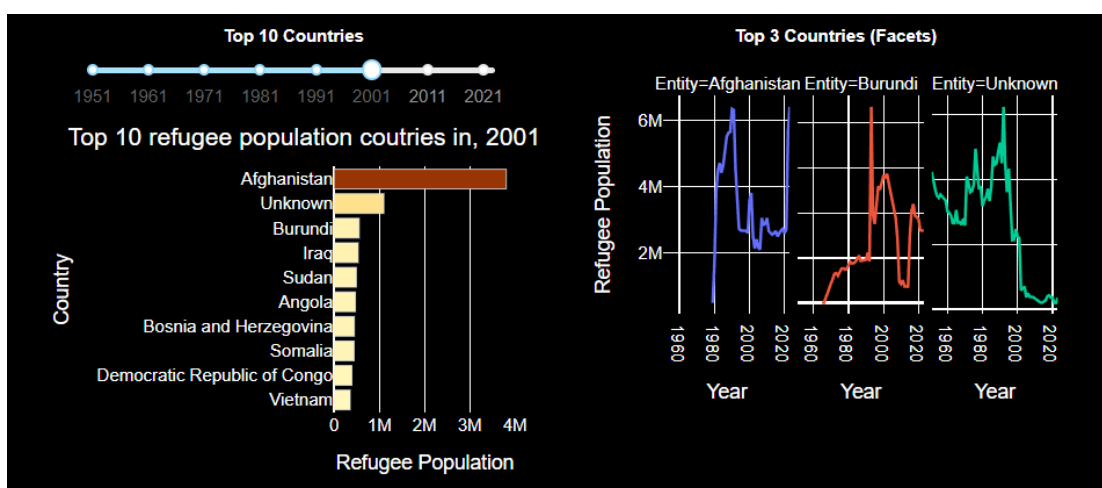 Top 10 Countries
1951 1961 1971 1981 1991 2001 2011 2021
Top 10 refugee population coutries in, 2001
Country
Afghanistan
Unknown
Burundi
Iraq
Sudan
Angola
Bosnia and Herzegovina
Somalia
Democratic Republic of Congo
Vietnam
0 1M 2M 3M 4M
Refugee Population
Top 3 Countries (Facets)
Entity=Afghanistan Entity=Burundi Entity=Unknown
Refugee Population
6M
4M
2M
1960 1980 2000 2020 1960 1980 2000 2020 1960 1980 2000 2020
Year Year Year